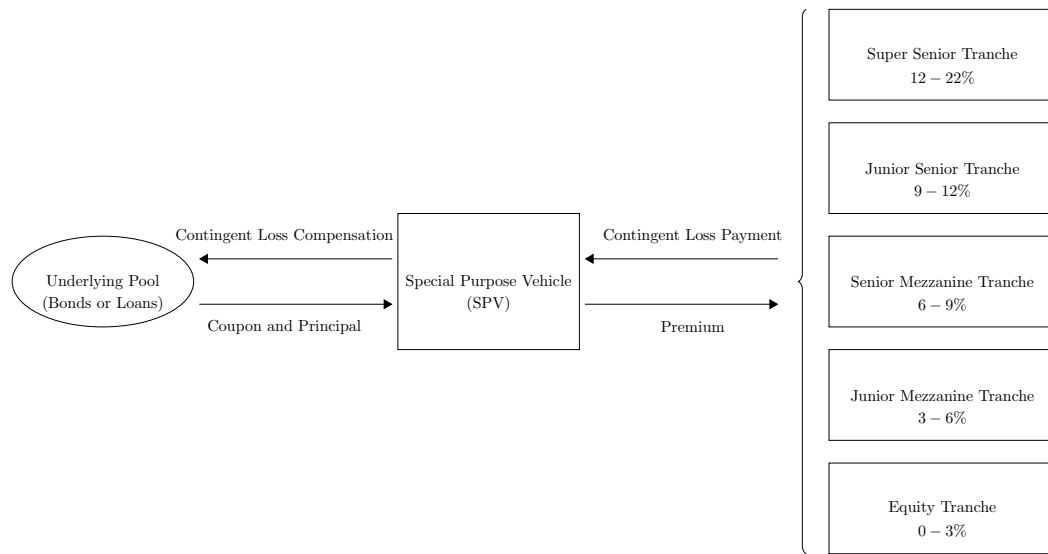 Super Senior Tranche
12 – 22%
Junior Senior Tranche
9 – 12%
Contingent Loss Compensation
Contingent Loss Payment
Underlying Pool
(Bonds or Loans)
Special Purpose Vehicle
(SPV)
Senior Mezzanine Tranche
6 – 9%
Coupon and Principal
Premium
Junior Mezzanine Tranche
3 – 6%
Equity Tranche
0 – 3%